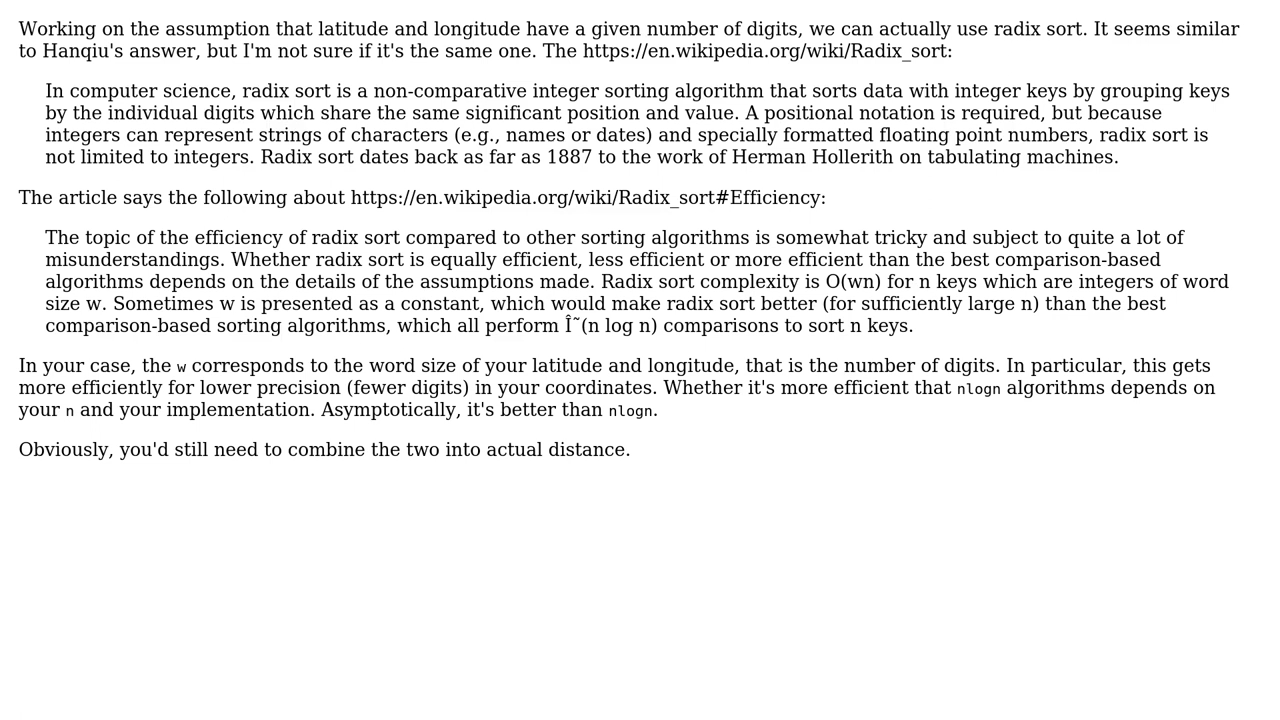 Working on the assumption that latitude and longitude have a given number of digits, we can actually use radix sort. It seems similar
to Hanqiu's answer, but I'm not sure if it's the same one. The https://en.wikipedia.org/wiki/Radix_sort:
In computer science, radix sort is a non-comparative integer sorting algorithm that sorts data with integer keys by grouping keys
by the individual digits which share the same significant position and value. A positional notation is required, but because
integers can represent strings of characters (e.g., names or dates) and specially formatted floating point numbers, radix sort is
not limited to integers. Radix sort dates back as far as 1887 to the work of Herman Hollerith on tabulating machines.
The article says the following about https://en.wikipedia.org/wiki/Radix_sort#Efficiency:
The topic of the efficiency of radix sort compared to other sorting algorithms is somewhat tricky and subject to quite a lot of
misunderstandings. Whether radix sort is equally efficient, less efficient or more efficient than the best comparison-based
algorithms depends on the details of the assumptions made. Radix sort complexity is O(wn) for n keys which are integers of word
size w. Sometimes w is presented as a constant, which would make radix sort better (for sufficiently large n) than the best
comparison-based sorting algorithms, which all perform Î˜(n log n) comparisons to sort n keys.
In your case, the w corresponds to the word size of your latitude and longitude, that is the number of digits. In particular, this gets
more efficiently for lower precision (fewer digits) in your coordinates. Whether it's more efficient that nlogn algorithms depends on
your n and your implementation. Asymptotically, it's better than nlogn.
Obviously, you'd still need to combine the two into actual distance.